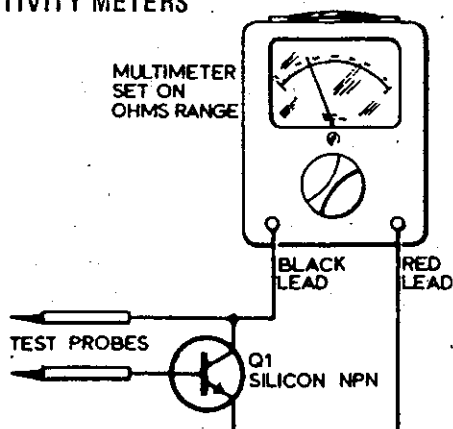 TIVITY METERS
MULTIMETER
SET ON
OHMS RANGE
BLACK
LEAD
RED
LEAD
TEST PROBES
Q1
SILICON NPN